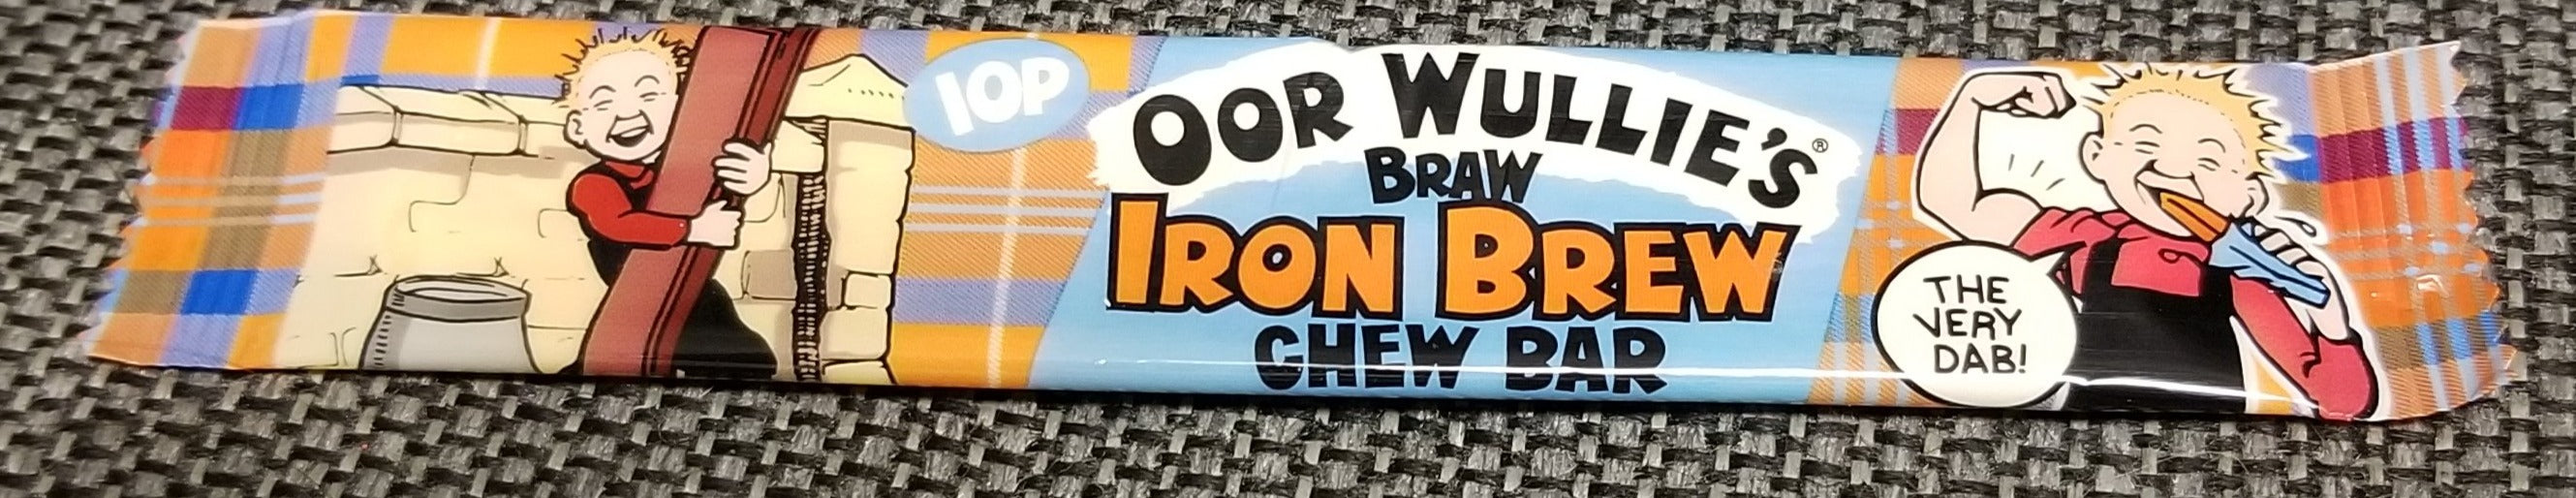 10P
OOR WULLIE'S®
BRAW
IRON BREW
CHEW BAR
THE
VERY
DAB!